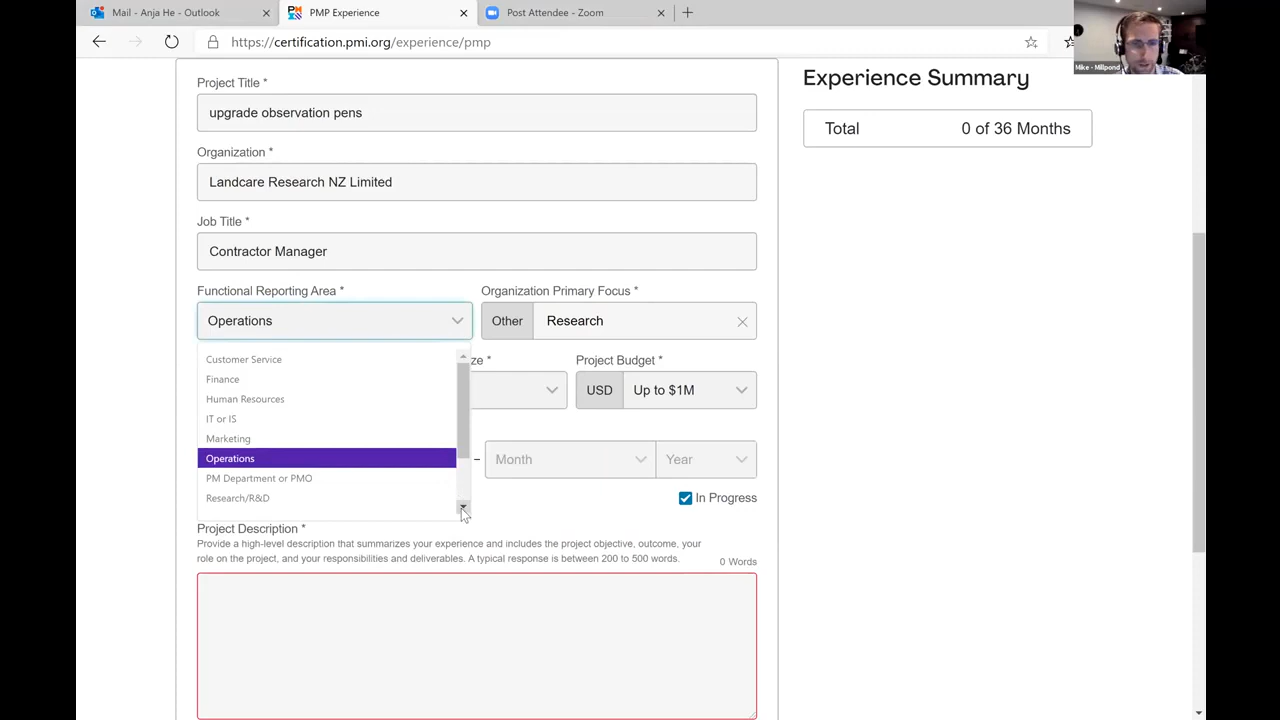 Mail - Anja He - Outlook
PMP Experience
Post Attendee - Zoom
https://certification.pmi.org/experience/pmp
Mike - Millpond
Project Title *
upgrade observation pens
Organization *
Landcare Research NZ Limited
Job Title *
Contractor Manager
Functional Reporting Area *
Organization Primary Focus *
Operations
Other
Research
Customer Service
Finance
Human Resources
IT or IS
Marketing
Operations
PM Department or PMO
Research/R&D
ze *
Project Budget *
USD
Up to $1M
–
Month
Year
In Progress
Project Description *
Provide a high-level description that summarizes your experience and includes the project objective, outcome, your
role on the project, and your responsibilities and deliverables. A typical response is between 200 to 500 words.
0 Words
Experience Summary
Total
0 of 36 Months